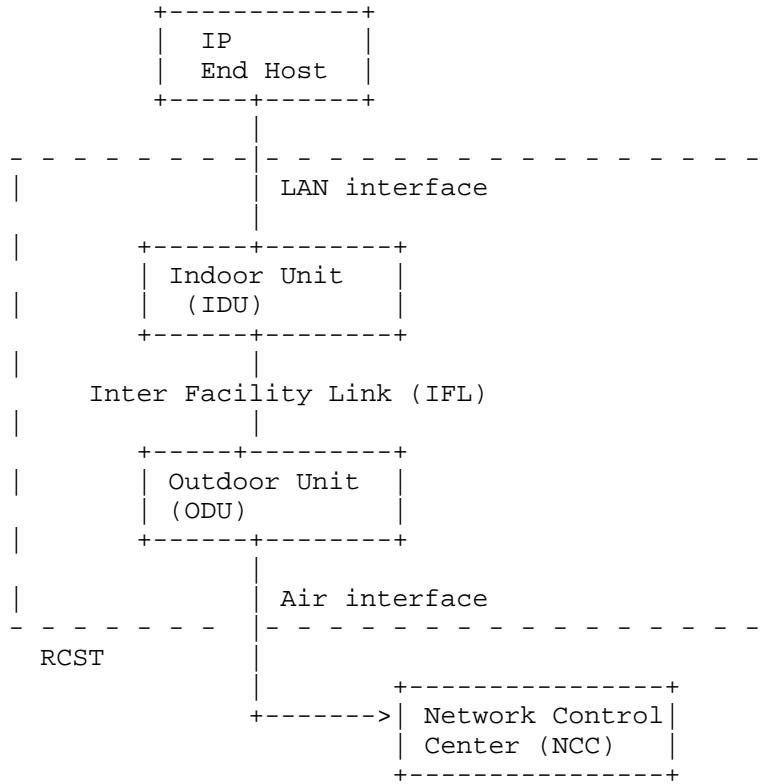 IP
End Host
LAN interface
Indoor Unit
(IDU)
Inter Facility Link (IFL)
Outdoor Unit
(ODU)
Air interface
RCST
Network Control
Center (NCC)